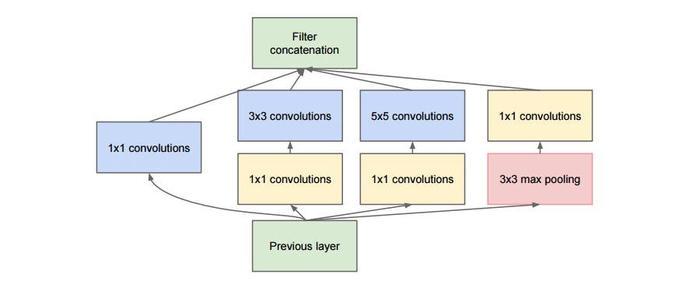 Filter
concatenation
3x3 convolutions
5x5 convolutions
1x1 convolutions
1x1 convolutions
1x1 convolutions
1x1 convolutions
3x3 max pooling
Previous layer